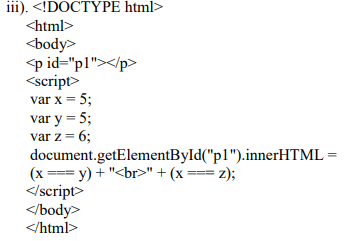 iii). <!DOCTYPE html>
<html>
<body>
<p id="p1"></p>
<script>
var x = 5;
var y = 5;
var z = 6;
document.getElementById("p1").innerHTML =
(x === y) + "<br>" + (x === z);
</script>
</body>
</html>